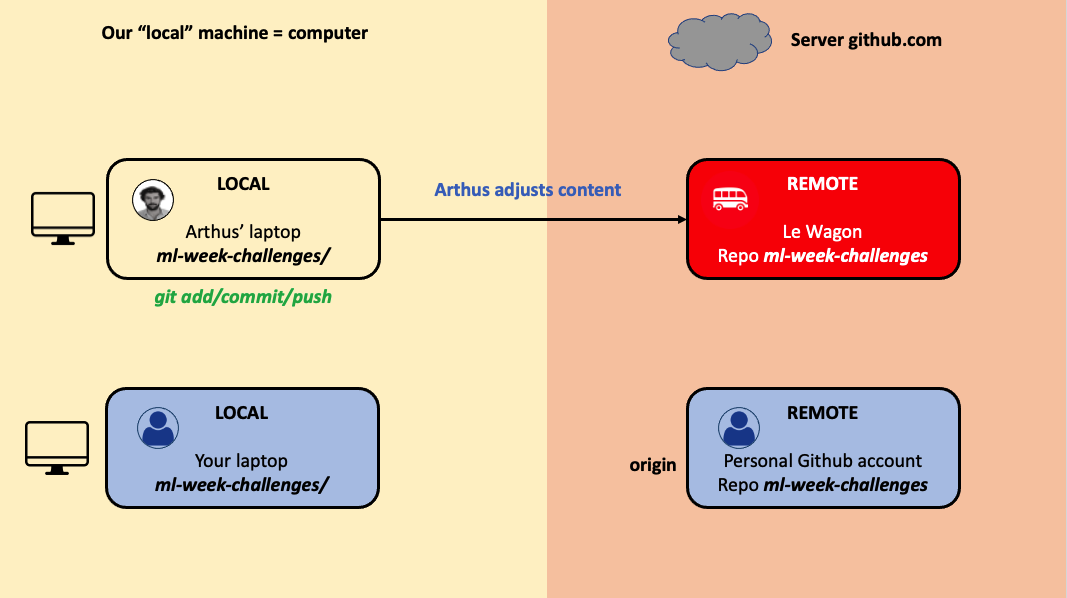 Our “local” machine = computer
Server github.com
LOCAL
Arthus’ laptop
ml-week-challenges/
git add/commit/push
Arthus adjusts content
REMOTE
Le Wagon
Repo ml-week-challenges
LOCAL
Your laptop
ml-week-challenges/
origin
REMOTE
Personal Github account
Repo ml-week-challenges